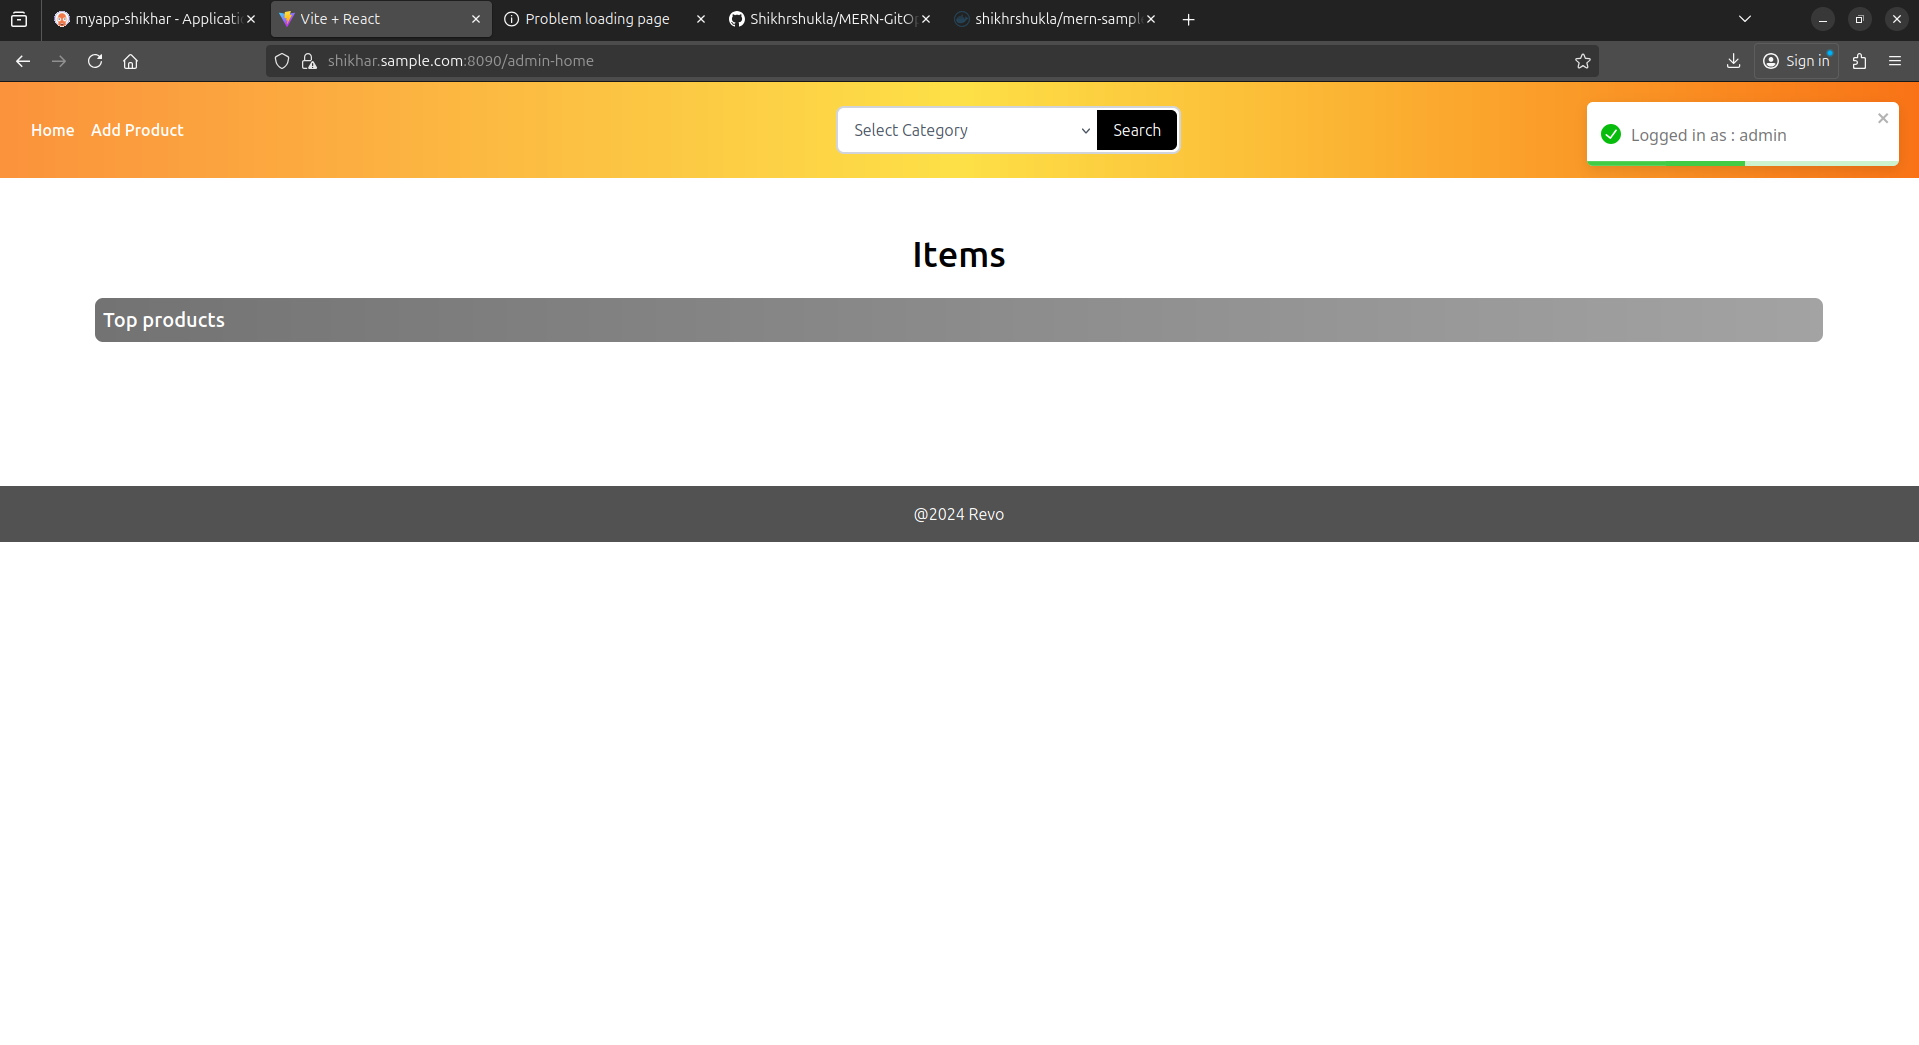 myapp-shikhar - Applicati
Vite + React
Problem loading page
Shikhrshukla/MERN-GitO
shikhrshukla/mern-sampl
shikhar.sample.com:8090/admin-home
Sign in
Home
Add Product
Select Category
Search
Logged in as : admin
Items
Top products
@2024 Revo